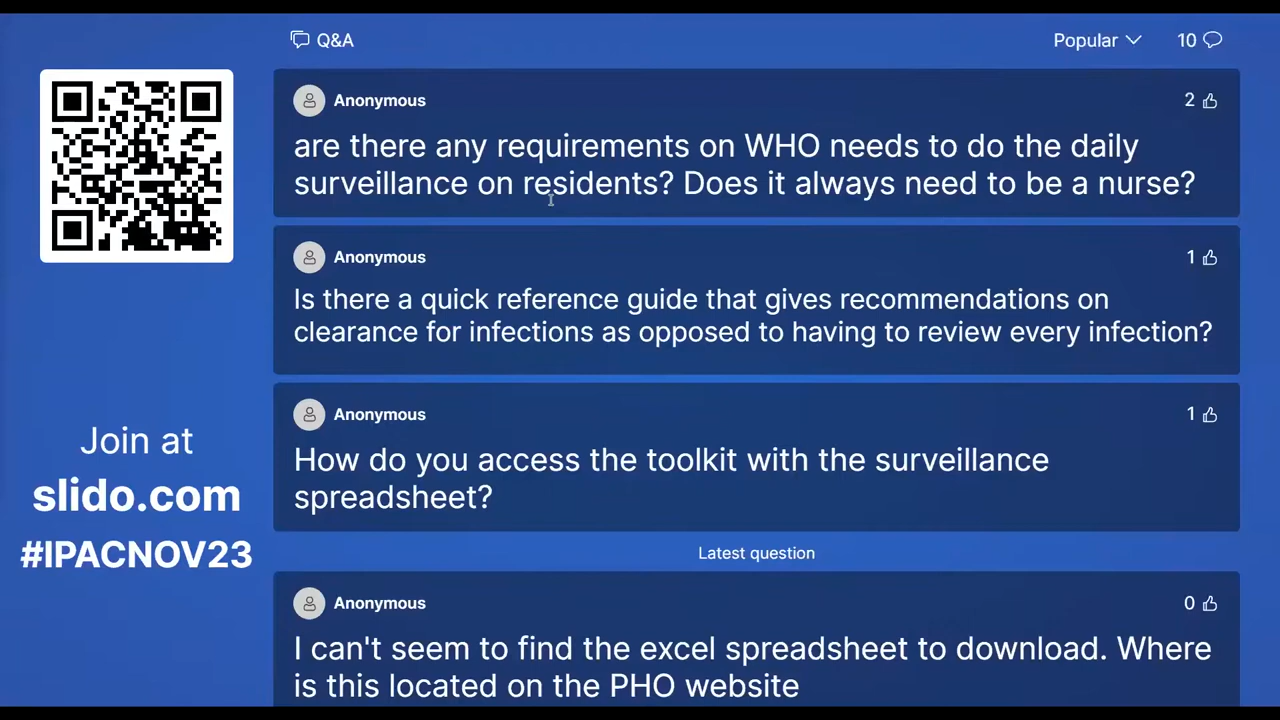 Q&A
Popular
10
Anonymous
2
are there any requirements on WHO needs to do the daily
surveillance on residents? Does it always need to be a nurse?
Anonymous
1
Is there a quick reference guide that gives recommendations on
clearance for infections as opposed to having to review every infection?
Anonymous
1
How do you access the toolkit with the surveillance
spreadsheet?
Join at
slido.com
#IPACNOV23
Latest question
Anonymous
0
I can't seem to find the excel spreadsheet to download. Where
is this located on the PHO website